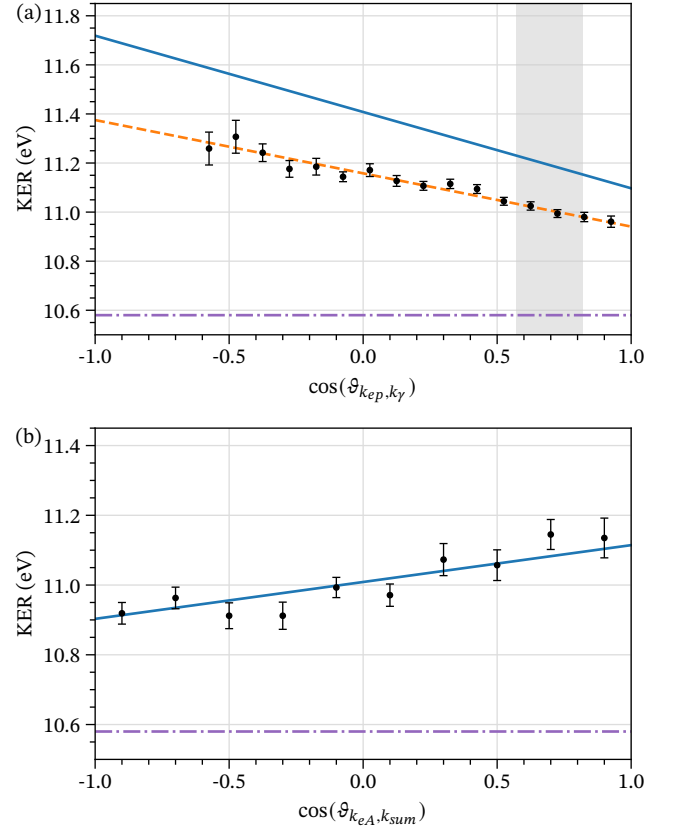 (a)
KER (eV)
11.8
11.6
11.4
11.2
11.0
10.8
10.6
-1.0 -0.5 0.0 0.5 1.0
cos(ϑ_{k_{ep},k_γ})
(b)
KER (eV)
11.4
11.2
11.0
10.8
10.6
-1.0 -0.5 0.0 0.5 1.0
cos(ϑ_{k_{eA},k_{sum}})